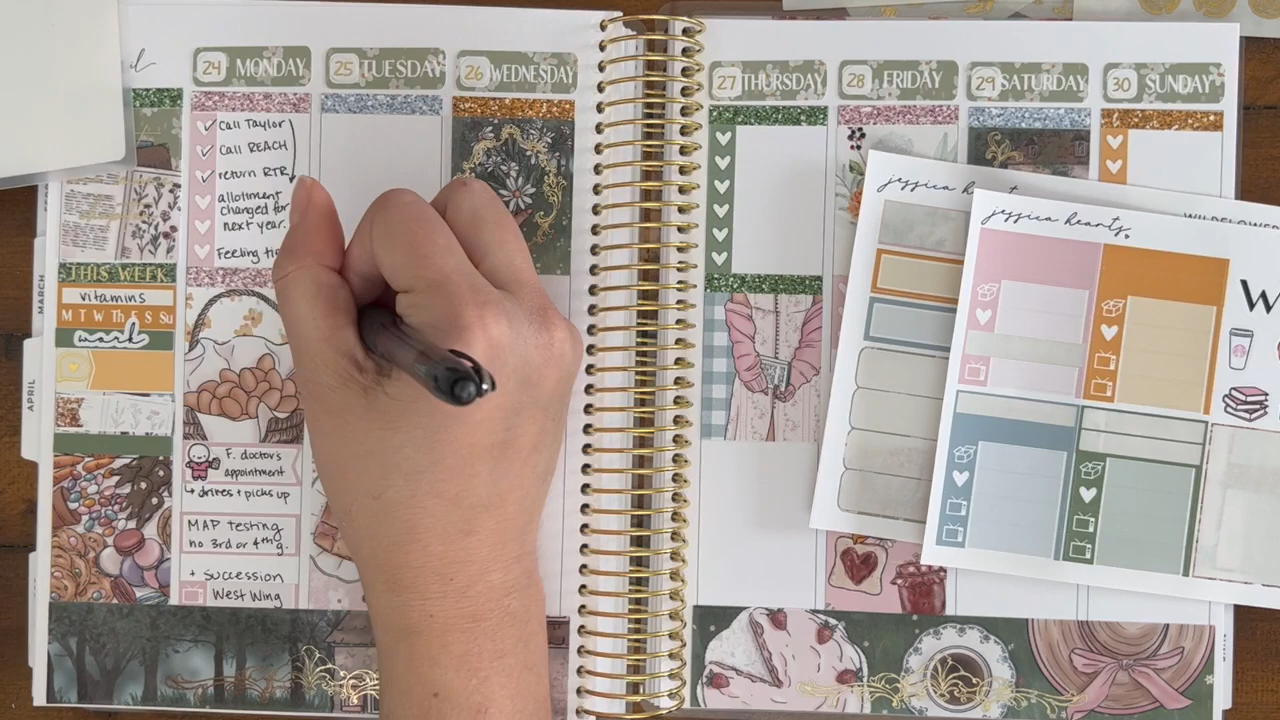 24 MONDAY
25 TUESDAY
26 WEDNESDAY
27 THURSDAY
28 FRIDAY
29 SATURDAY
30 SUNDAY
Call Taylor
Call REACH
return RTR
allotment
changed for
next year.
Feeling
THIS WEEK
vitamins
M T W Th F S Su
work
F. doctor's
appointment
↳ drives + picks up
MAP testing
no 3rd or 4th g.
+ succession
West Wing
MARCH
APRIL
jessica
jessica hearts
WILDFLOWER
W